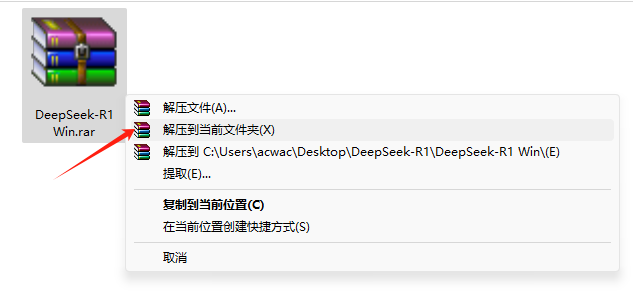 DeepSeek-R1
Win.rar
解压文件(A)...
解压到当前文件夹(X)
解压到 C:\Users\acwac\Desktop\DeepSeek-R1\DeepSeek-R1 Win\(E)
提取(E)...
复制到当前位置(C)
在当前位置创建快捷方式(S)
取消